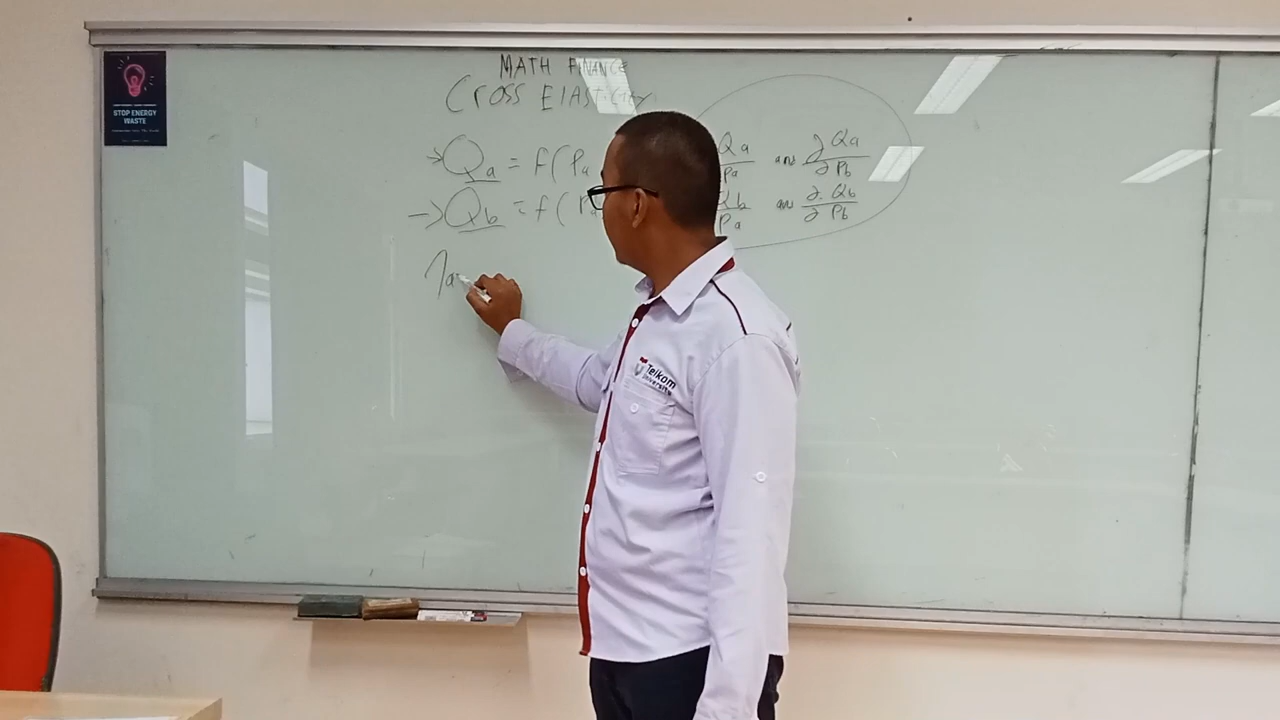 MATH FINANCE
CROSS ELASTICITY
→ Qa = f(Pa
Qa/Pa and ∂Qa/∂Pb
→ Qb = f(P
Qb/Pa and ∂Qb/∂Pb
STOP ENERGY
WASTE
Telkom
University